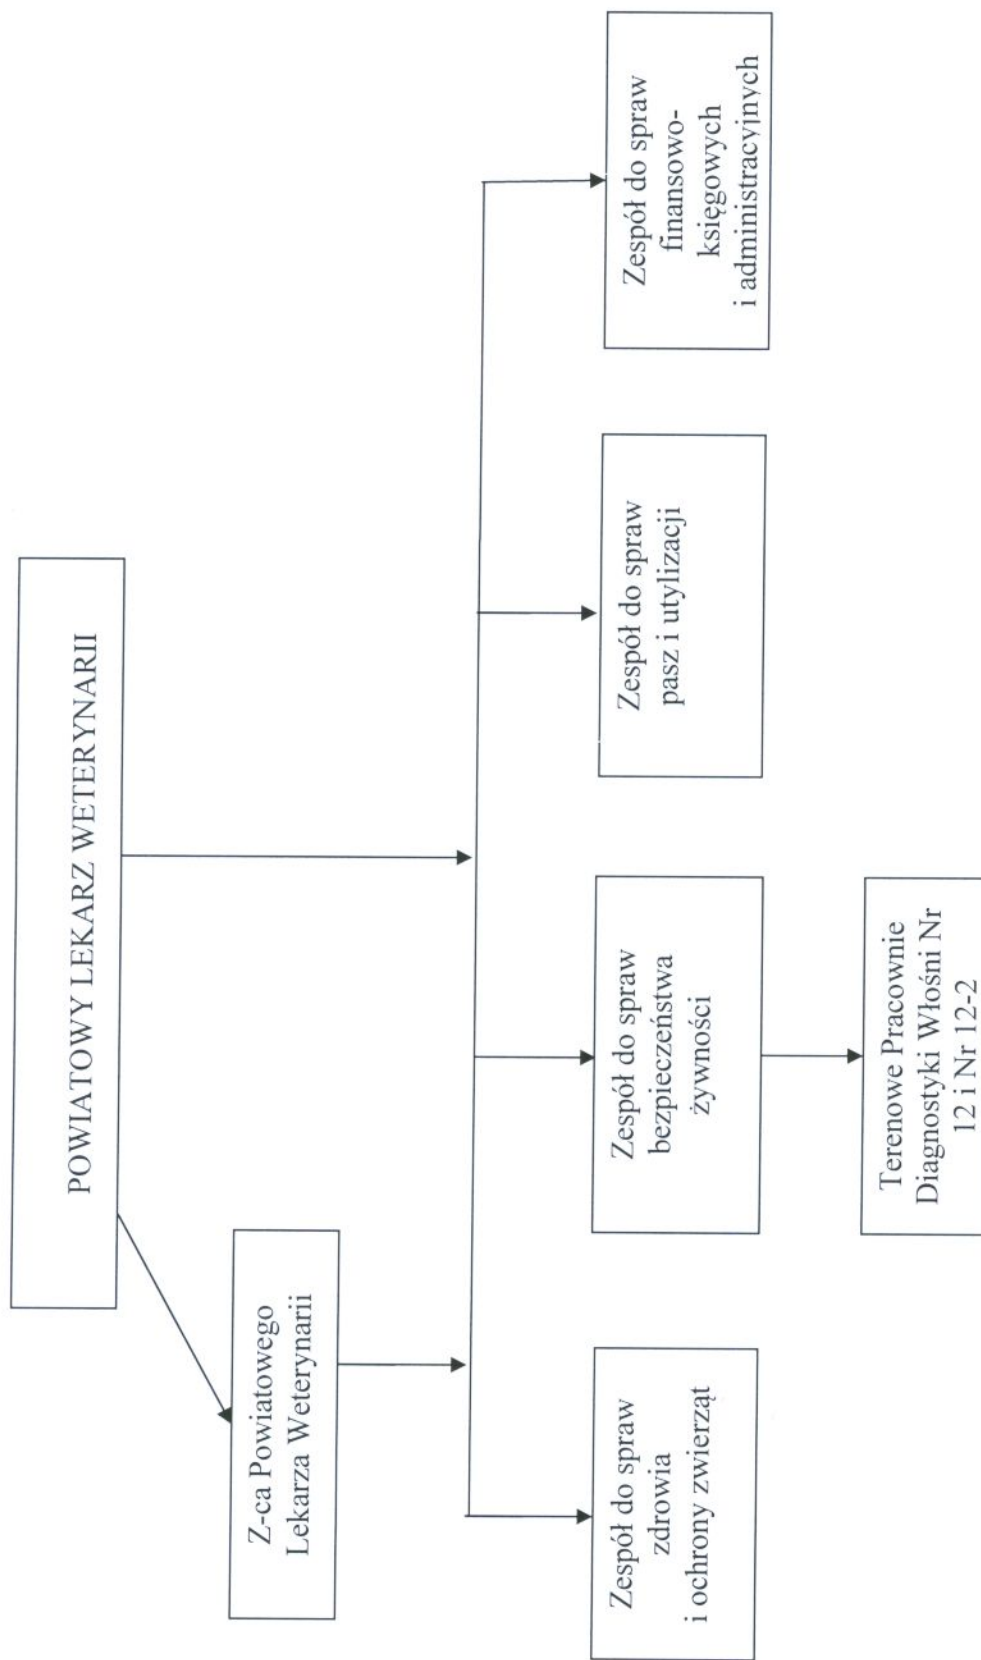 POWIATOWY LEKARZ WETERYNARII
Z-ca Powiatowego
Lekarza Weterynarii
Zespół do spraw
zdrowia
i ochrony zwierząt
Zespół do spraw
bezpieczeństwa
żywności
Zespół do spraw
pasz i utylizacji
Zespół do spraw
finansowo-
księgowych
i administracyjnych
Terenowe Pracownie
Diagnostyki Włośni Nr
12 i Nr 12-2